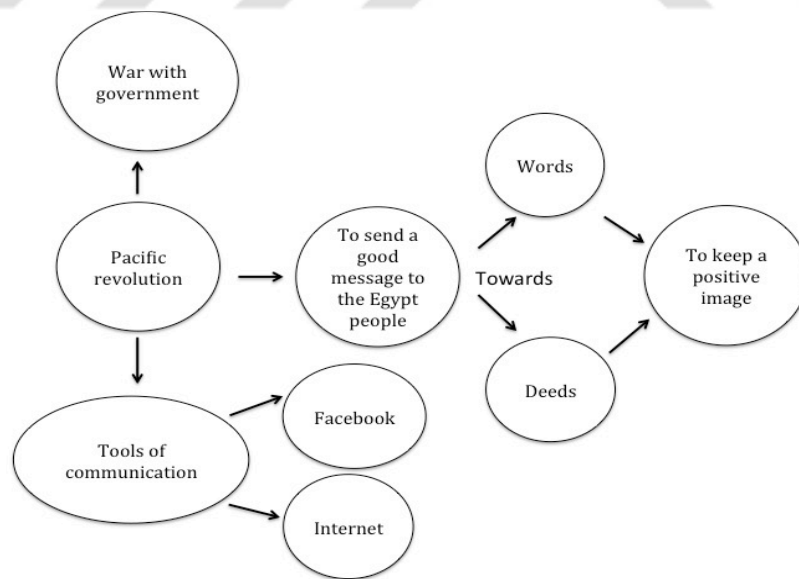 War with
government
Pacific
revolution
To send a
good
message to
the Egypt
people
Towards
Words
Deeds
To keep a
positive
image
Tools of
communication
Facebook
Internet